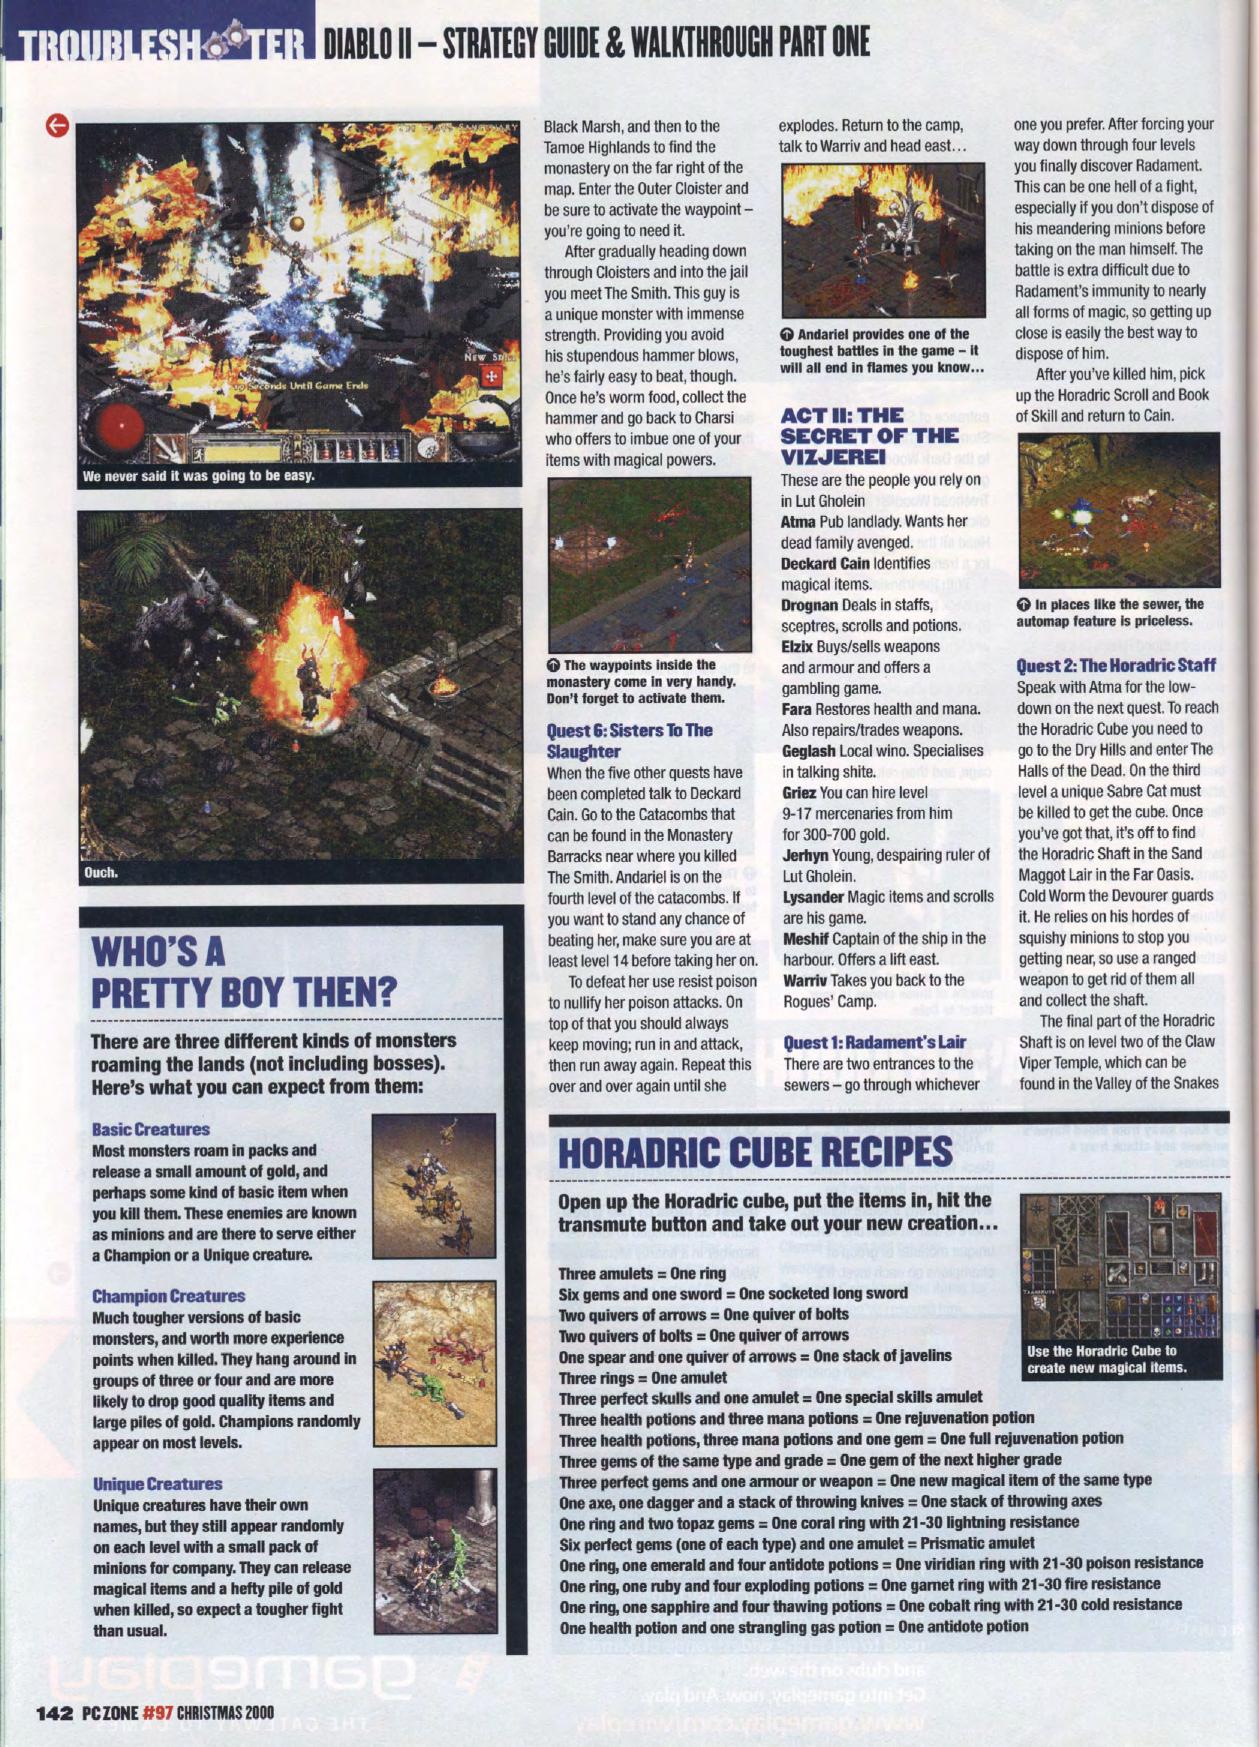 TROUBLESHOOTER DIABLO II – STRATEGY GUIDE & WALKTHROUGH PART ONE
New Skill
30 Seconds Until Game Ends
We never said it was going to be easy.
Ouch.
WHO'S A
PRETTY BOY THEN?
There are three different kinds of monsters
roaming the lands (not including bosses).
Here's what you can expect from them:
Basic Creatures
Most monsters roam in packs and
release a small amount of gold, and
perhaps some kind of basic item when
you kill them. These enemies are known
as minions and are there to serve either
a Champion or a Unique creature.
Champion Creatures
Much tougher versions of basic
monsters, and worth more experience
points when killed. They hang around in
groups of three or four and are more
likely to drop good quality items and
large piles of gold. Champions randomly
appear on most levels.
Unique Creatures
Unique creatures have their own
names, but they still appear randomly
on each level with a small pack of
minions for company. They can release
magical items and a hefty pile of gold
when killed, so expect a tougher fight
than usual.
Black Marsh, and then to the
Tamoe Highlands to find the
monastery on the far right of the
map. Enter the Outer Cloister and
be sure to activate the waypoint –
you're going to need it.
After gradually heading down
through Cloisters and into the jail
you meet The Smith. This guy is
a unique monster with immense
strength. Providing you avoid
his stupendous hammer blows,
he's fairly easy to beat, though.
Once he's worm food, collect the
hammer and go back to Charsi
who offers to imbue one of your
items with magical powers.
The waypoints inside the
monastery come in very handy.
Don't forget to activate them.
Quest 6: Sisters To The
Slaughter
When the five other quests have
been completed talk to Deckard
Cain. Go to the Catacombs that
can be found in the Monastery
Barracks near where you killed
The Smith. Andariel is on the
fourth level of the catacombs. If
you want to stand any chance of
beating her, make sure you are at
least level 14 before taking her on.
To defeat her use resist poison
to nullify her poison attacks. On
top of that you should always
keep moving; run in and attack,
then run away again. Repeat this
over and over again until she
explodes. Return to the camp,
talk to Warriv and head east...
Andariel provides one of the
toughest battles in the game – it
will all end in flames you know...
ACT II: THE
SECRET OF THE
VIZJEREI
These are the people you rely on
in Lut Gholein
Atma Pub landlady. Wants her
dead family avenged.
Deckard Cain Identifies
magical items.
Drognan Deals in staffs,
sceptres, scrolls and potions.
Elzix Buys/sells weapons
and armour and offers a
gambling game.
Fara Restores health and mana.
Also repairs/trades weapons.
Geglash Local wino. Specialises
in talking shite.
Griez You can hire level
9-17 mercenaries from him
for 300-700 gold.
Jerhyn Young, despairing ruler of
Lut Gholein.
Lysander Magic items and scrolls
are his game.
Meshif Captain of the ship in the
harbour. Offers a lift east.
Warriv Takes you back to the
Rogues' Camp.
Quest 1: Radament's Lair
There are two entrances to the
sewers – go through whichever
one you prefer. After forcing your
way down through four levels
you finally discover Radament.
This can be one hell of a fight,
especially if you don't dispose of
his meandering minions before
taking on the man himself. The
battle is extra difficult due to
Radament's immunity to nearly
all forms of magic, so getting up
close is easily the best way to
dispose of him.
After you've killed him, pick
up the Horadric Scroll and Book
of Skill and return to Cain.
In places like the sewer, the
automap feature is priceless.
Quest 2: The Horadric Staff
Speak with Atma for the low-
down on the next quest. To reach
the Horadric Cube you need to
go to the Dry Hills and enter The
Halls of the Dead. On the third
level a unique Sabre Cat must
be killed to get the cube. Once
you've got that, it's off to find
the Horadric Shaft in the Sand
Maggot Lair in the Far Oasis.
Cold Worm the Devourer guards
it. He relies on his hordes of
squishy minions to stop you
getting near, so use a ranged
weapon to get rid of them all
and collect the shaft.
The final part of the Horadric
Shaft is on level two of the Claw
Viper Temple, which can be
found in the Valley of the Snakes
HORADRIC CUBE RECIPES
Open up the Horadric cube, put the items in, hit the
transmute button and take out your new creation...
Three amulets = One ring
Six gems and one sword = One socketed long sword
Two quivers of arrows = One quiver of bolts
Two quivers of bolts = One quiver of arrows
One spear and one quiver of arrows = One stack of javelins
Three rings = One amulet
Three perfect skulls and one amulet = One special skills amulet
Three health potions and three mana potions = One rejuvenation potion
Three health potions, three mana potions and one gem = One full rejuvenation potion
Three gems of the same type and grade = One gem of the next higher grade
Three perfect gems and one armour or weapon = One new magical item of the same type
One axe, one dagger and a stack of throwing knives = One stack of throwing axes
One ring and two topaz gems = One coral ring with 21-30 lightning resistance
Six perfect gems (one of each type) and one amulet = Prismatic amulet
One ring, one emerald and four antidote potions = One viridian ring with 21-30 poison resistance
One ring, one ruby and four exploding potions = One garnet ring with 21-30 fire resistance
One ring, one sapphire and four thawing potions = One cobalt ring with 21-30 cold resistance
One health potion and one strangling gas potion = One antidote potion
Transmute
Use the Horadric Cube to
create new magical items.
142 PCZONE #97 CHRISTMAS 2000